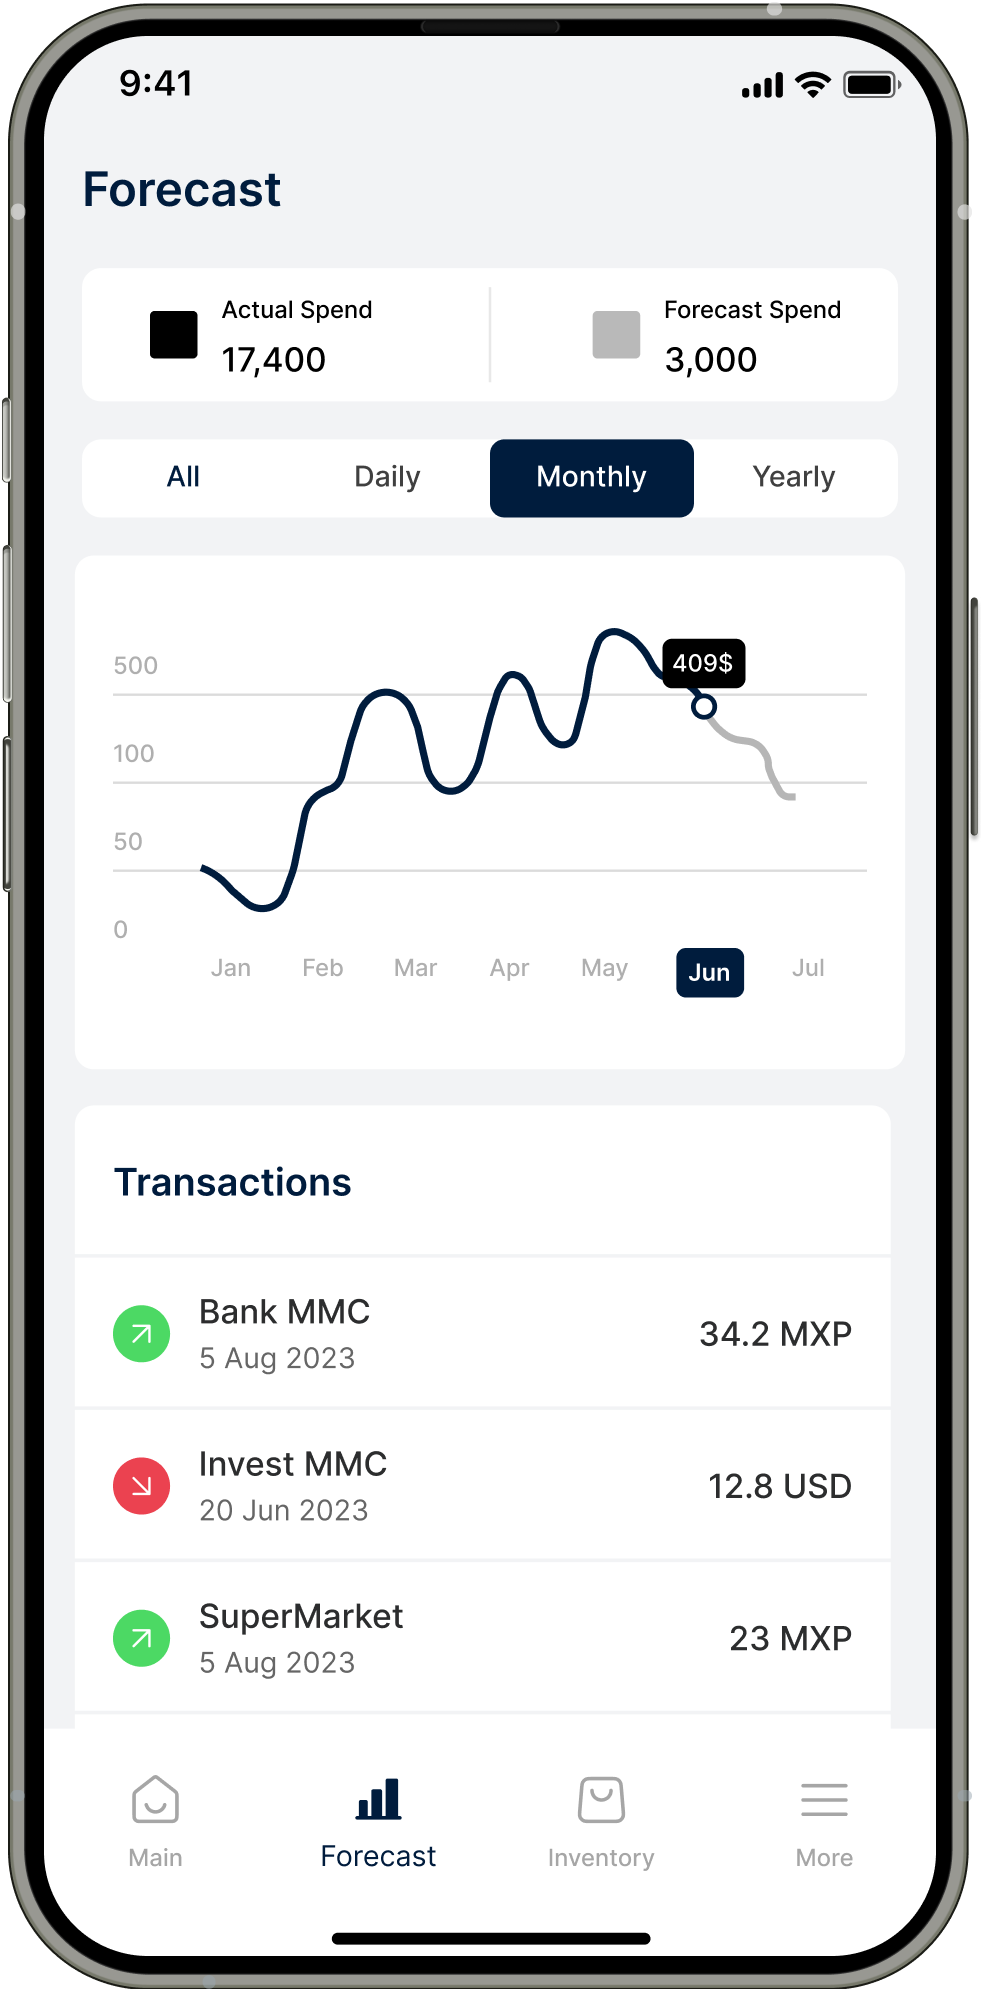 9:41
Forecast
Actual Spend
17,400
Forecast Spend
3,000
All Daily Monthly Yearly
500
409$
100
50
0
Jan Feb Mar Apr May Jun Jul
Transactions
Bank MMC
5 Aug 2023
34.2 MXP
Invest MMC
20 Jun 2023
12.8 USD
SuperMarket
5 Aug 2023
23 MXP
Main Forecast Inventory More